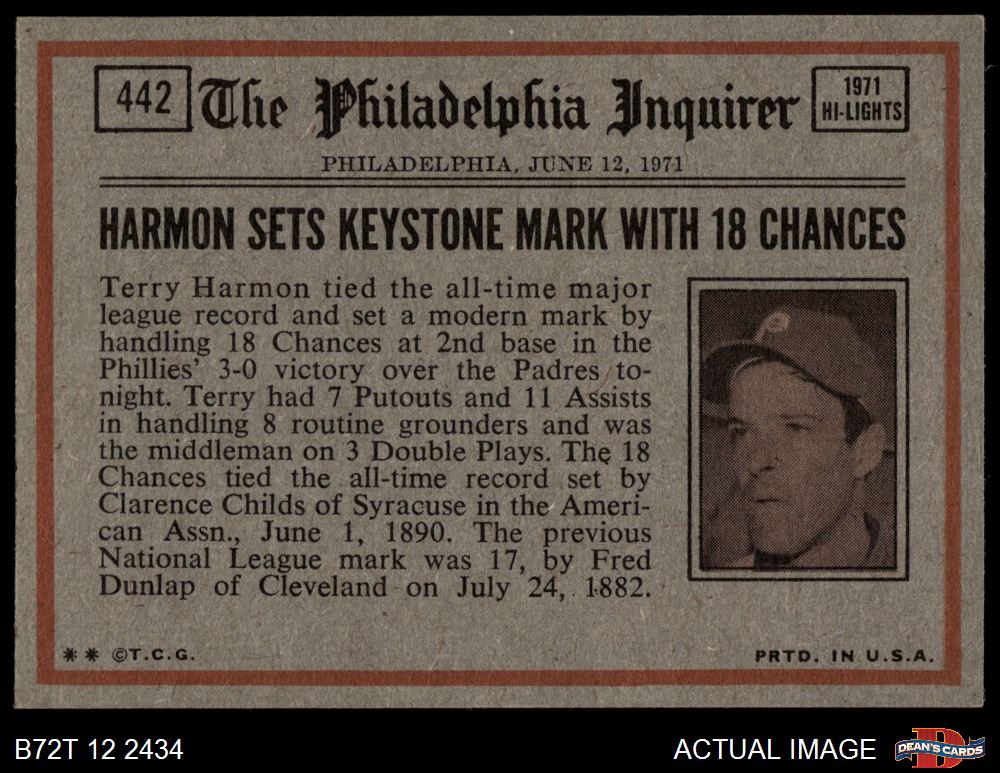 442
The Philadelphia Inquirer
1971
HI-LIGHTS
PHILADELPHIA, JUNE 12, 1971
HARMON SETS KEYSTONE MARK WITH 18 CHANCES
Terry Harmon tied the all-time major
league record and set a modern mark by
handling 18 Chances at 2nd base in the
Phillies' 3-0 victory over the Padres to-
night. Terry had 7 Putouts and 11 Assists
in handling 8 routine grounders and was
the middleman on 3 Double Plays. The 18
Chances tied the all-time record set by
Clarence Childs of Syracuse in the Ameri-
can Assn., June 1, 1890. The previous
National League mark was 17, by Fred
Dunlap of Cleveland on July 24, 1882.
P
** ©T.C.G.
PRTD. IN U.S.A.
B72T 12 2434
ACTUAL IMAGE
D
DEAN'S CARDS